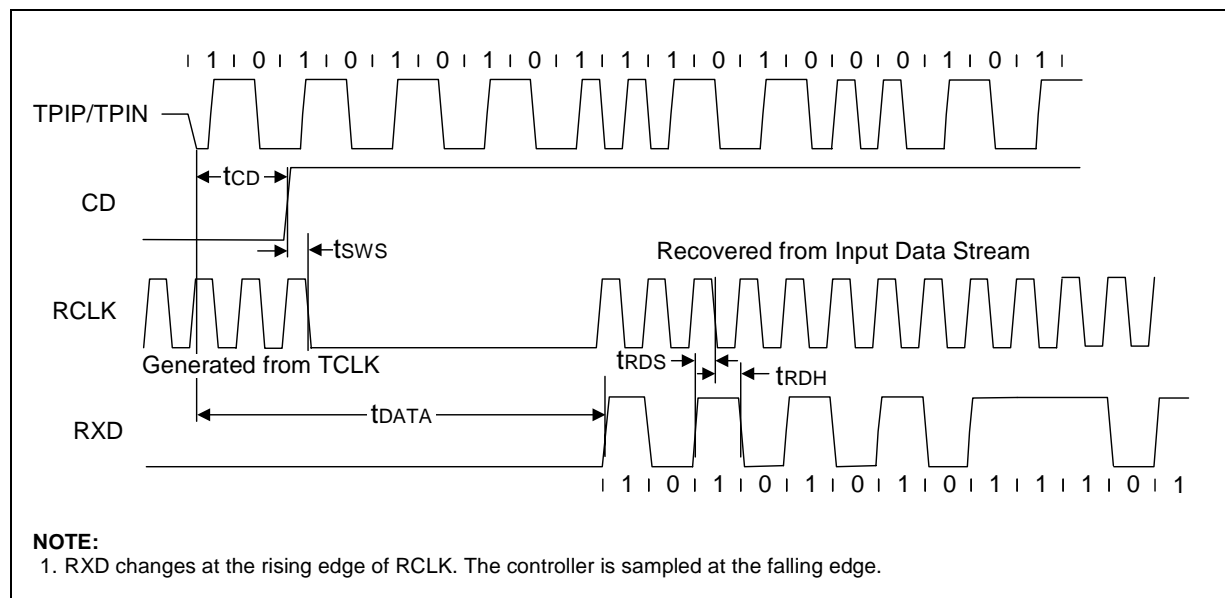 1 0 1 0 1 0 1 0 1 1 1 0 1 0 0 0 1 0 1
TPIP/TPIN
tCD
CD
tSWS
Recovered from Input Data Stream
RCLK
Generated from TCLK
tRDS
tRDH
tDATA
RXD
1 0 1 0 1 0 1 0 1 1 1 0 1
NOTE:
1. RXD changes at the rising edge of RCLK. The controller is sampled at the falling edge.